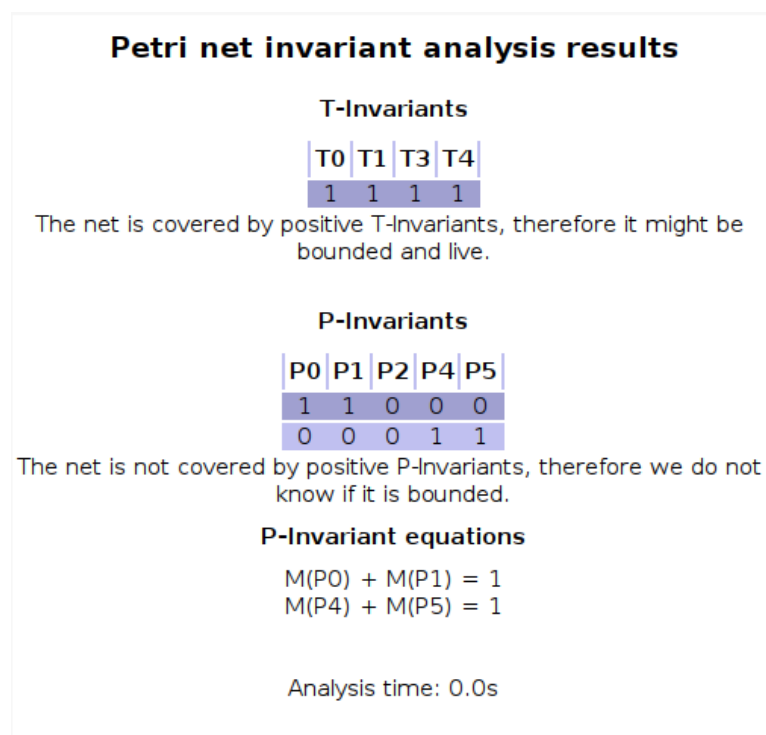 Petri net invariant analysis results
T-Invariants
T0 T1 T3 T4
1 1 1 1
The net is covered by positive T-Invariants, therefore it might be
bounded and live.
P-Invariants
P0 P1 P2 P4 P5
1 1 0 0 0
0 0 0 1 1
The net is not covered by positive P-Invariants, therefore we do not
know if it is bounded.
P-Invariant equations
M(P0) + M(P1) = 1
M(P4) + M(P5) = 1
Analysis time: 0.0s